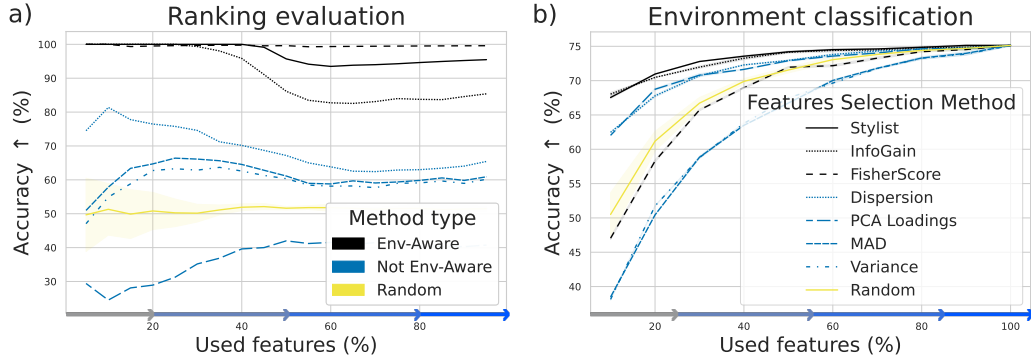 a)
Ranking evaluation
Accuracy ↑ (%)
100
90
80
70
60
50
40
30
20
40
60
80
Used features (%)
Method type
Env-Aware
Not Env-Aware
Random
b)
Environment classification
Accuracy ↑ (%)
75
70
65
60
55
50
45
40
20
40
60
80
100
Used features (%)
Features Selection Method
Stylist
InfoGain
FisherScore
Dispersion
PCA Loadings
MAD
Variance
Random